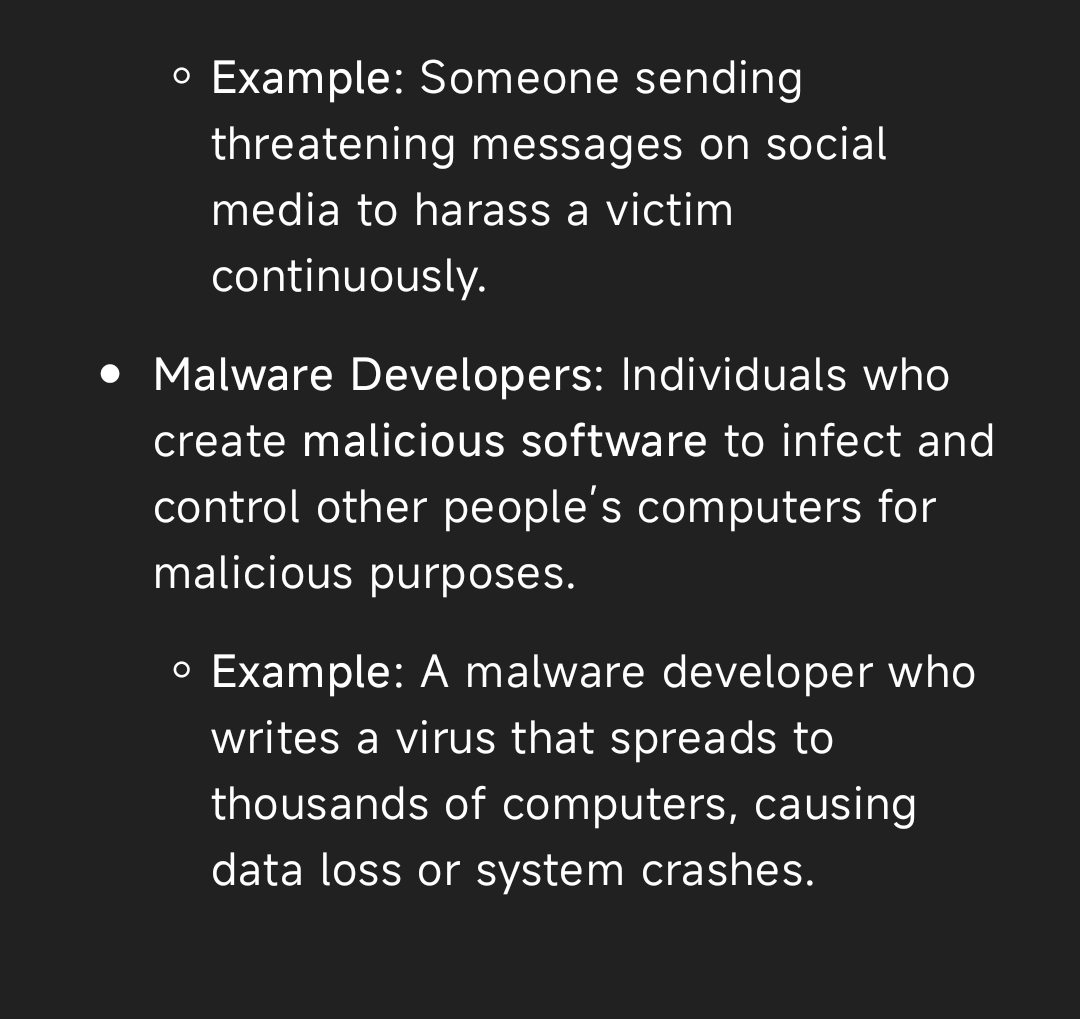 Example: Someone sending
threatening messages on social
media to harass a victim
continuously.
Malware Developers: Individuals who
create malicious software to infect and
control other people's computers for
malicious purposes.
Example: A malware developer who
writes a virus that spreads to
thousands of computers, causing
data loss or system crashes.